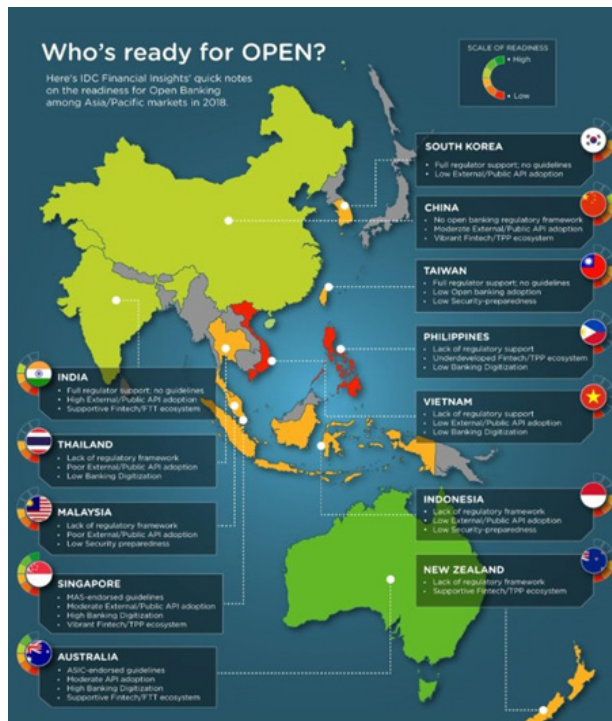 Who's ready for OPEN?
Here's IDC Financial Insights' quick notes
on the readiness for Open Banking
among Asia/Pacific markets in 2018.
SCALE OF READINESS
• High
• Low
SOUTH KOREA
• Full regulator support; no guidelines
• Low External/Public API adoption
CHINA
• No open banking regulatory framework
• Moderate External/Public API adoption
• Vibrant Fintech/TPP ecosystem
TAIWAN
• Full regulator support; no guidelines
• Low Open banking adoption
• Low Security-preparedness
PHILIPPINES
• Lack of regulatory support
• Underdeveloped Fintech/TPP ecosystem
• Low Banking Digitization
VIETNAM
• Lack of regulatory support
• Low External/Public API adoption
• Low Banking Digitization
INDONESIA
• Lack of regulatory framework
• Low External/Public API adoption
• Low Security-preparedness
NEW ZEALAND
• Lack of regulatory framework
• Supportive Fintech/TPP ecosystem
INDIA
• Full regulator support; no guidelines
• High External/Public API adoption
• Supportive Fintech/FTT ecosystem
THAILAND
• Lack of regulatory framework
• Poor External/Public API adoption
• Low Banking Digitization
MALAYSIA
• Lack of regulatory framework
• Poor External/Public API adoption
• Low Security preparedness
SINGAPORE
• MAS-endorsed guidelines
• Moderate External/Public API adoption
• High Banking Digitization
• Vibrant Fintech/TPP ecosystem
AUSTRALIA
• ASIC-endorsed guidelines
• Moderate API adoption
• High Banking Digitization
• Supportive Fintech/FTT ecosystem